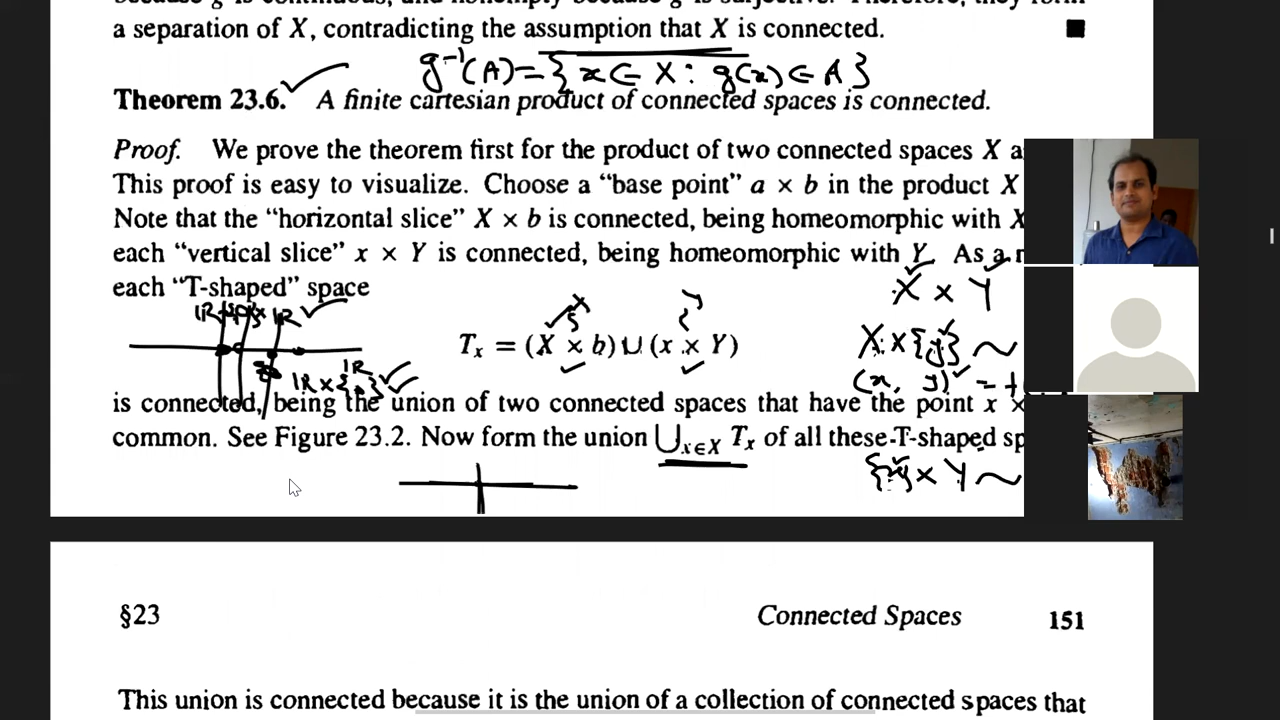 a separation of X, contradicting the assumption that X is connected.
g⁻¹(A) = { x ∈ X : g(x) ∈ A }
Theorem 23.6. A finite cartesian product of connected spaces is connected.
Proof. We prove the theorem first for the product of two connected spaces X a
This proof is easy to visualize. Choose a “base point” a × b in the product X
Note that the “horizontal slice” X × b is connected, being homeomorphic with X
each “vertical slice” x × Y is connected, being homeomorphic with Y. As a
each “T-shaped” space
X × Y
T_x = (X × b) ∪ (x × Y)
X × {y} ~
(x, y)
is connected, being the union of two connected spaces that have the point x ×
common. See Figure 23.2. Now form the union ⋃_{x∈X} T_x of all these T-shaped sp
{x} × Y ~
§23 Connected Spaces 151
This union is connected because it is the union of a collection of connected spaces that